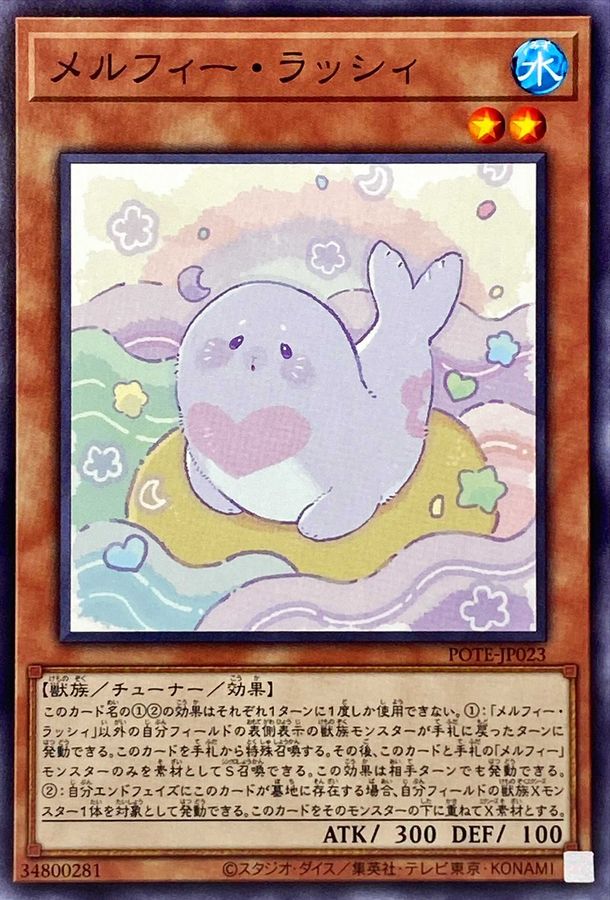 メルフィー・ラッシィ
水
POTE-JP023
【獣族／チューナー／効果】
このカード名の①②の効果はそれぞれ１ターンに１度しか使用できない。①：「メルフィー・
ラッシィ」以外の自分フィールドの表側表示の獣族モンスターが手札に戻ったターンに
発動できる。このカードを手札から特殊召喚する。その後、このカードと手札の「メルフィー」
モンスターのみを素材としてＳ召喚できる。この効果は相手ターンでも発動できる。
②：自分エンドフェイズにこのカードが墓地に存在する場合、自分フィールドの獣族Ｘモン
スター１体を対象として発動できる。このカードをそのモンスターの下に重ねてＸ素材とする。
ATK/ 300 DEF/ 100
34800281
©スタジオ・ダイス／集英社・テレビ東京・KONAMI